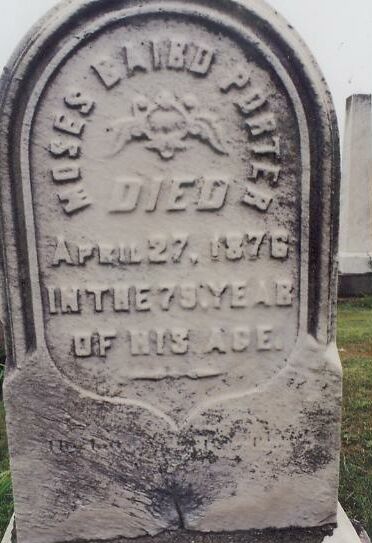 MOSES BAIRD PORTER
DIED
APRIL 27, 1876
IN THE 79, YEAR
OF HIS AGE.